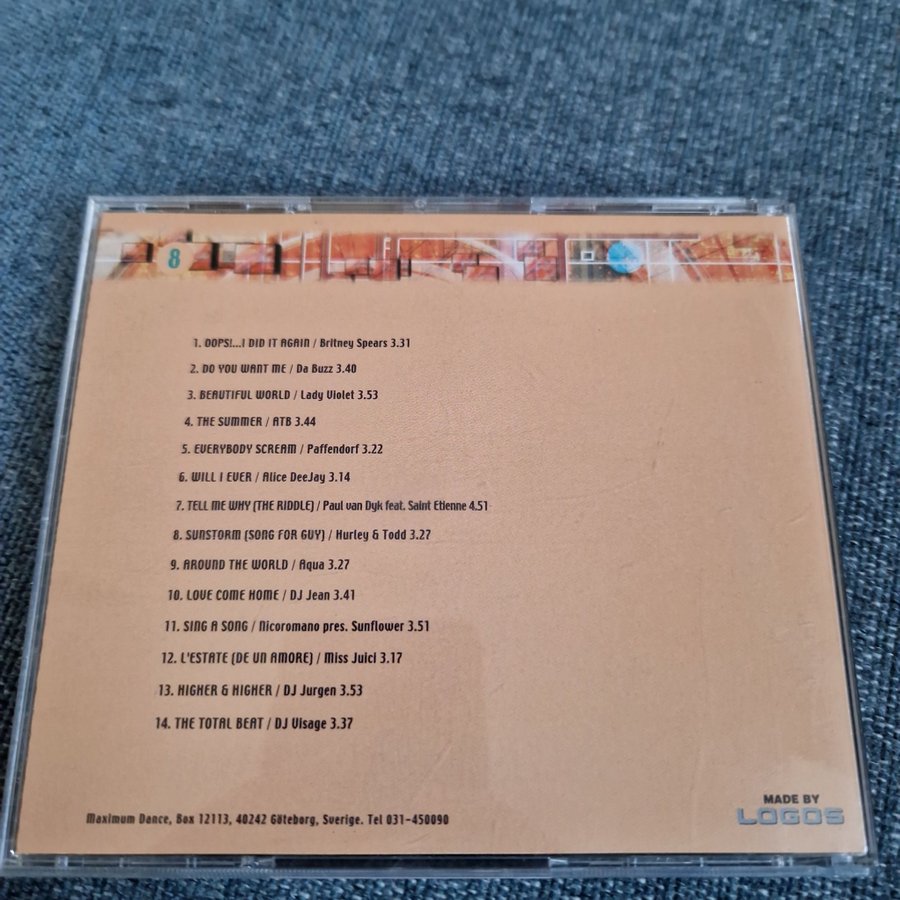 8
1. OOPS!...I DID IT AGAIN / Britney Spears 3.31
2. DO YOU WANT ME / Da Buzz 3.40
3. BEAUTIFUL WORLD / Lady Violet 3.53
4. THE SUMMER / ATB 3.44
5. EVERYBODY SCREAM / Paffendorf 3.22
6. WILL I EVER / Alice DeeJay 3.14
7. TELL ME WHY (THE RIDDLE) / Paul van Dyk feat. Saint Etienne 4.51
8. SUNSTORM (SONG FOR GUY) / Hurley & Todd 3.27
9. AROUND THE WORLD / Aqua 3.27
10. LOVE COME HOME / DJ Jean 3.41
11. SING A SONG / Nicoromano pres. Sunflower 3.51
12. L'ESTATE (DE UN AMORE) / Miss Juici 3.17
13. HIGHER & HIGHER / DJ Jurgen 3.53
14. THE TOTAL BEAT / DJ Visage 3.37
Maximum Dance, Box 12113, 40242 Göteborg, Sverige. Tel 031-450090
MADE BY
LOGOS